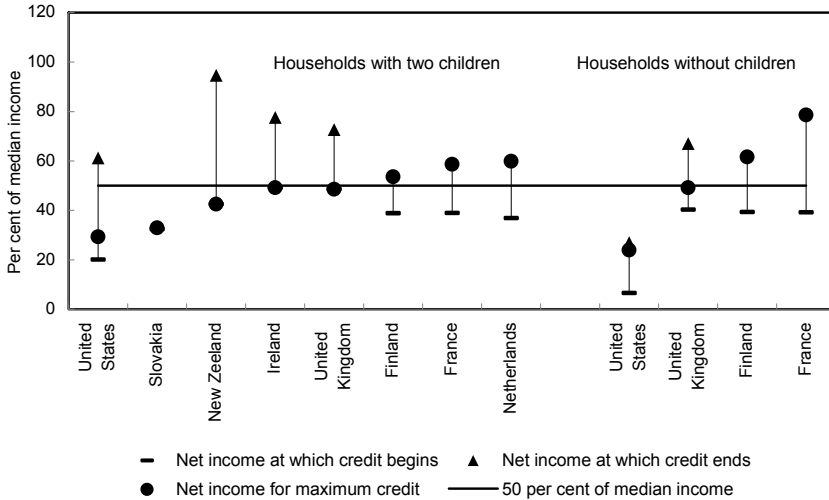 120
100
80
60
40
20
0
Per cent of median income
Households with two children
Households without children
United States
Slovakia
New Zeeland
Ireland
United Kingdom
Finland
France
Netherlands
United States
United Kingdom
Finland
France
Net income at which credit begins
Net income at which credit ends
Net income for maximum credit
50 per cent of median income